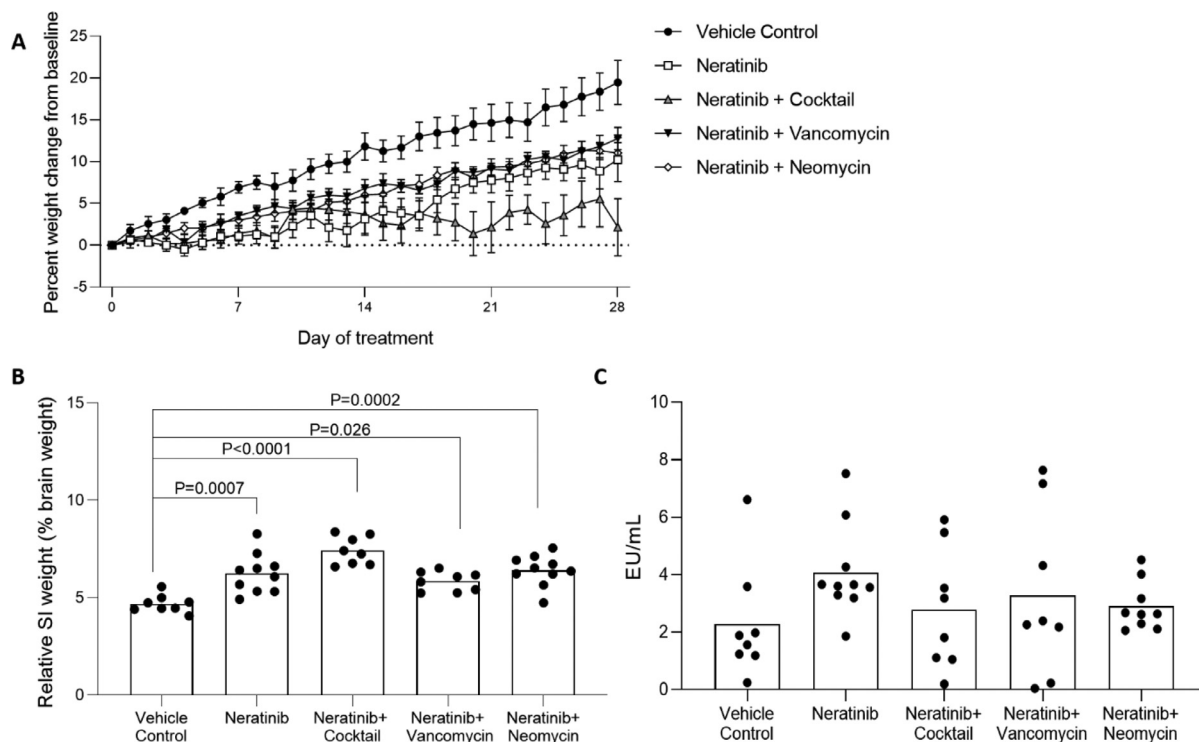 A
Percent weight change from baseline
25
20
15
10
5
0
-5
0
7
14
21
28
Day of treatment
Vehicle Control
Neratinib
Neratinib + Cocktail
Neratinib + Vancomycin
Neratinib + Neomycin
B
Relative SI weight (% brain weight)
15
10
5
0
P=0.0002
P=0.026
P<0.0001
P=0.0007
Vehicle
Control
Neratinib
Neratinib+
Cocktail
Neratinib+
Vancomycin
Neratinib+
Neomycin
C
EU/mL
10
8
6
4
2
0
Vehicle
Control
Neratinib
Neratinib+
Cocktail
Neratinib+
Vancomycin
Neratinib+
Neomycin